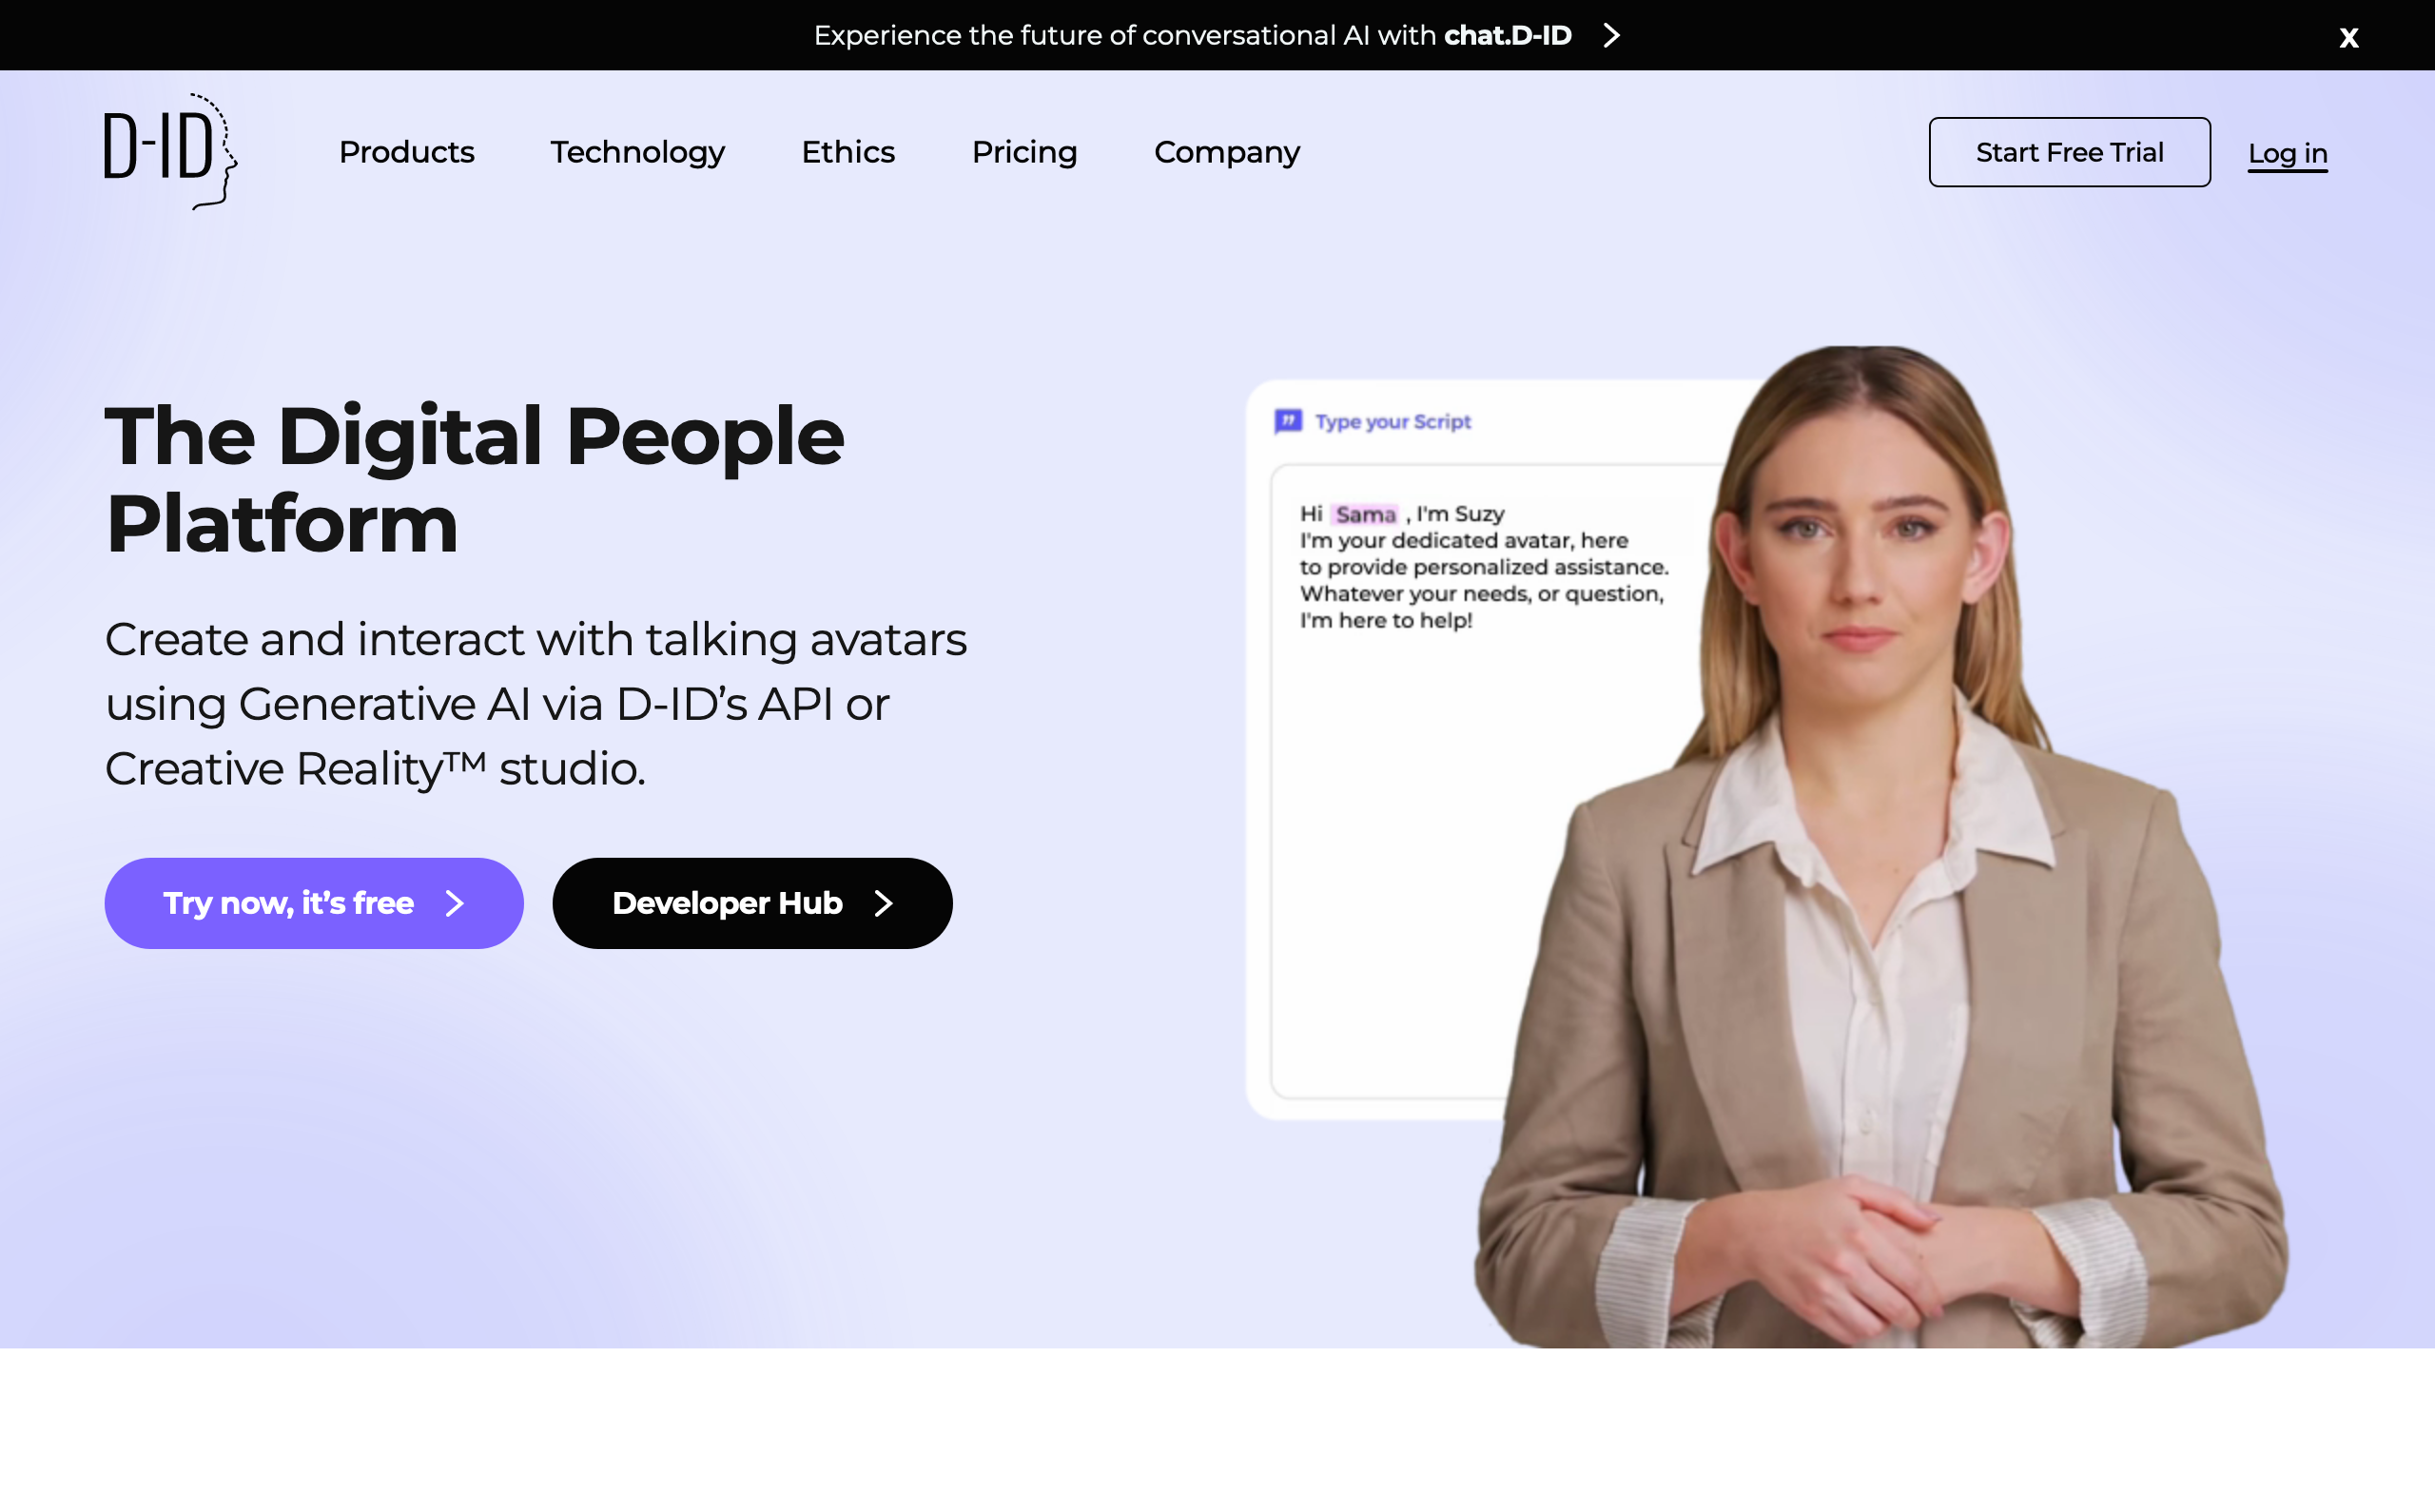 Experience the future of conversational AI with chat.D-ID
x
D-ID
Products
Technology
Ethics
Pricing
Company
Start Free Trial
Log in
The Digital People
Platform
Create and interact with talking avatars
using Generative AI via D-ID’s API or
Creative Reality™ studio.
Try now, it’s free
Developer Hub
Type your Script
Hi Sama , I'm Suzy
I'm your dedicated avatar, here
to provide personalized assistance.
Whatever your needs, or question,
I'm here to help!